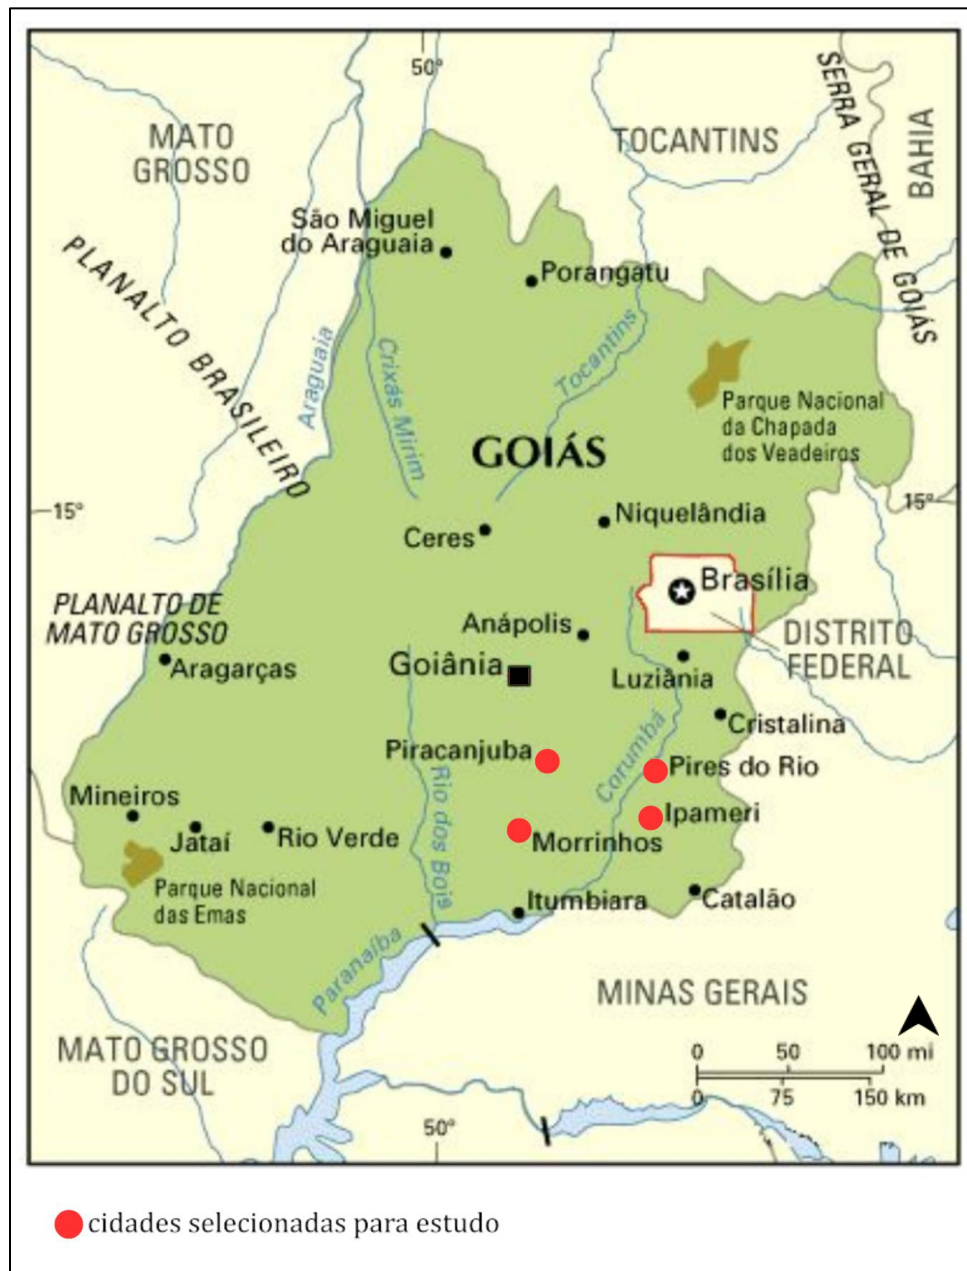 50°
MATO
GROSSO
TOCANTINS
SERRA GERAL DE GOIÁS
BAHIA
São Miguel
do Araguaia
Porangatu
PLANALTO BRASILEIRO
Araguaia
Crixás Mirim
Tocantins
Parque Nacional
da Chapada
dos Veadeiros
GOIÁS
15°
15°
Niquelândia
Ceres
Brasília
PLANALTO DE
MATO GROSSO
Anápolis
DISTRITO
FEDERAL
Aragarças
Goiânia
Luziânia
Cristalina
Corumbá
Piracanjuba
Pires do Rio
Rio dos Bois
Mineiros
Ipameri
Jataí
Rio Verde
Morrinhos
Parque Nacional
das Emas
Itumbiara
Catalão
Paranaíba
MINAS GERAIS
MATO GROSSO
DO SUL
0 50 100 mi
0 75 150 km
50°
cidades selecionadas para estudo